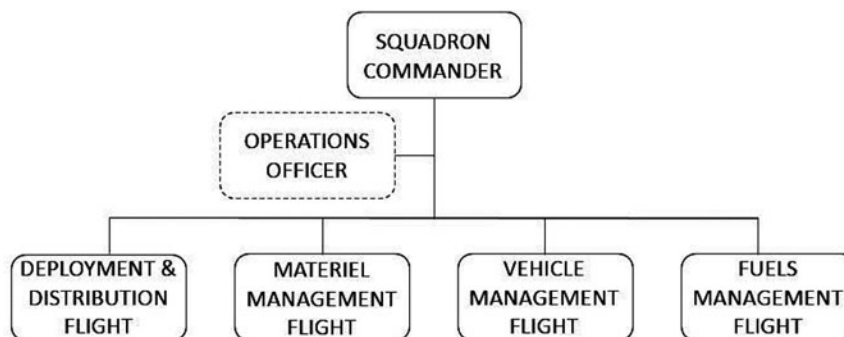 SQUADRON
COMMANDER
OPERATIONS
OFFICER
DEPLOYMENT &
DISTRIBUTION
FLIGHT
MATERIEL
MANAGEMENT
FLIGHT
VEHICLE
MANAGEMENT
FLIGHT
FUELS
MANAGEMENT
FLIGHT